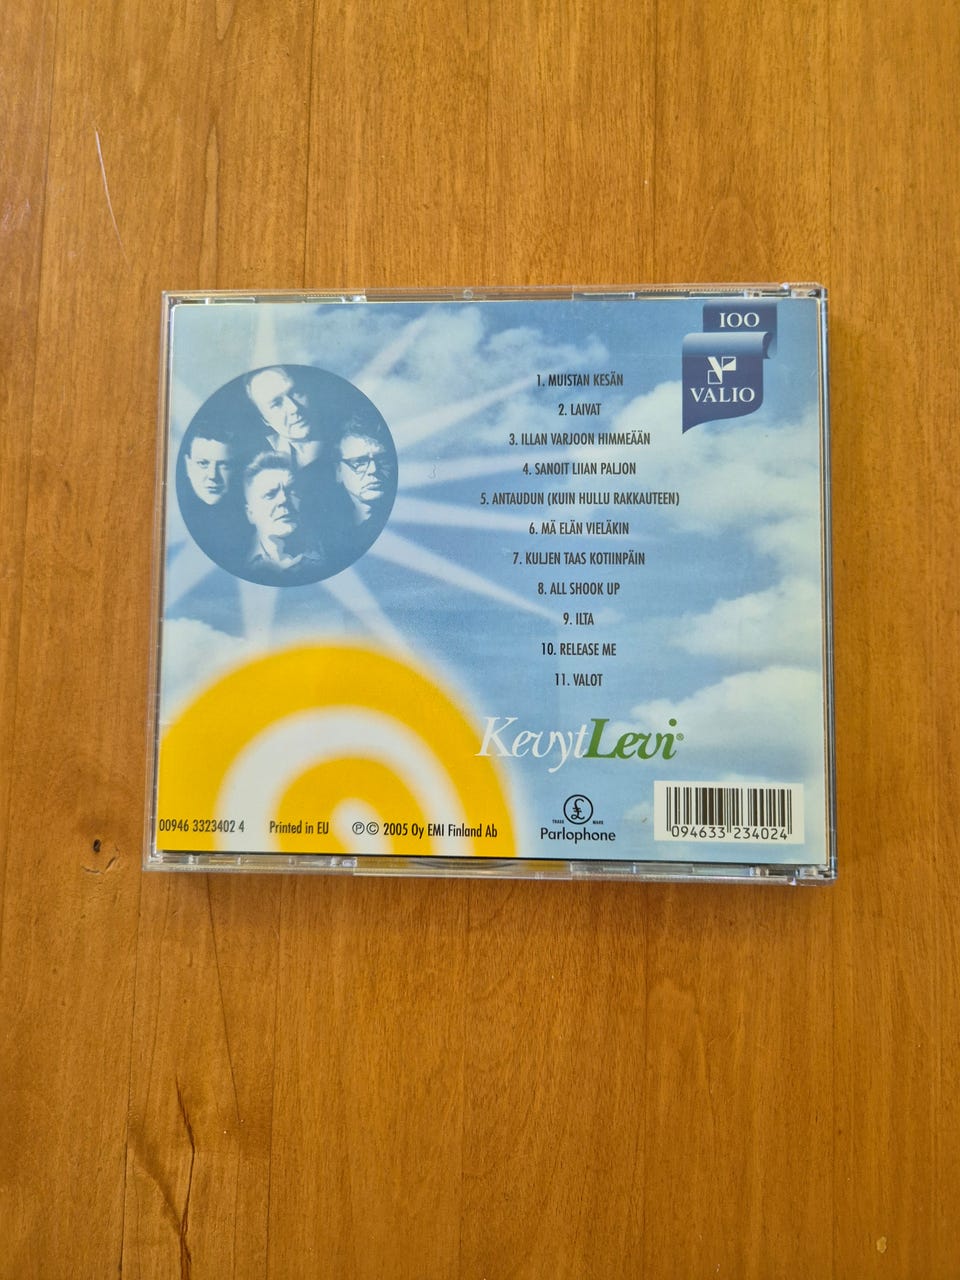 100
VALIO
1. MUISTAN KESÄN
2. LAIVAT
3. ILLAN VARJOON HIMMEÄÄN
4. SANOIT LIIAN PALJON
5. ANTAUDUN (KUIN HULLU RAKKAUTEEN)
6. MÄ ELÄN VIELÄKIN
7. KULJEN TAAS KOTIINPÄIN
8. ALL SHOOK UP
9. ILTA
10. RELEASE ME
11. VALOT
KevytLevi®
00946 3323402 4 Printed in EU ℗ © 2005 Oy EMI Finland Ab
TRADE £ MARK
Parlophone
094633 234024